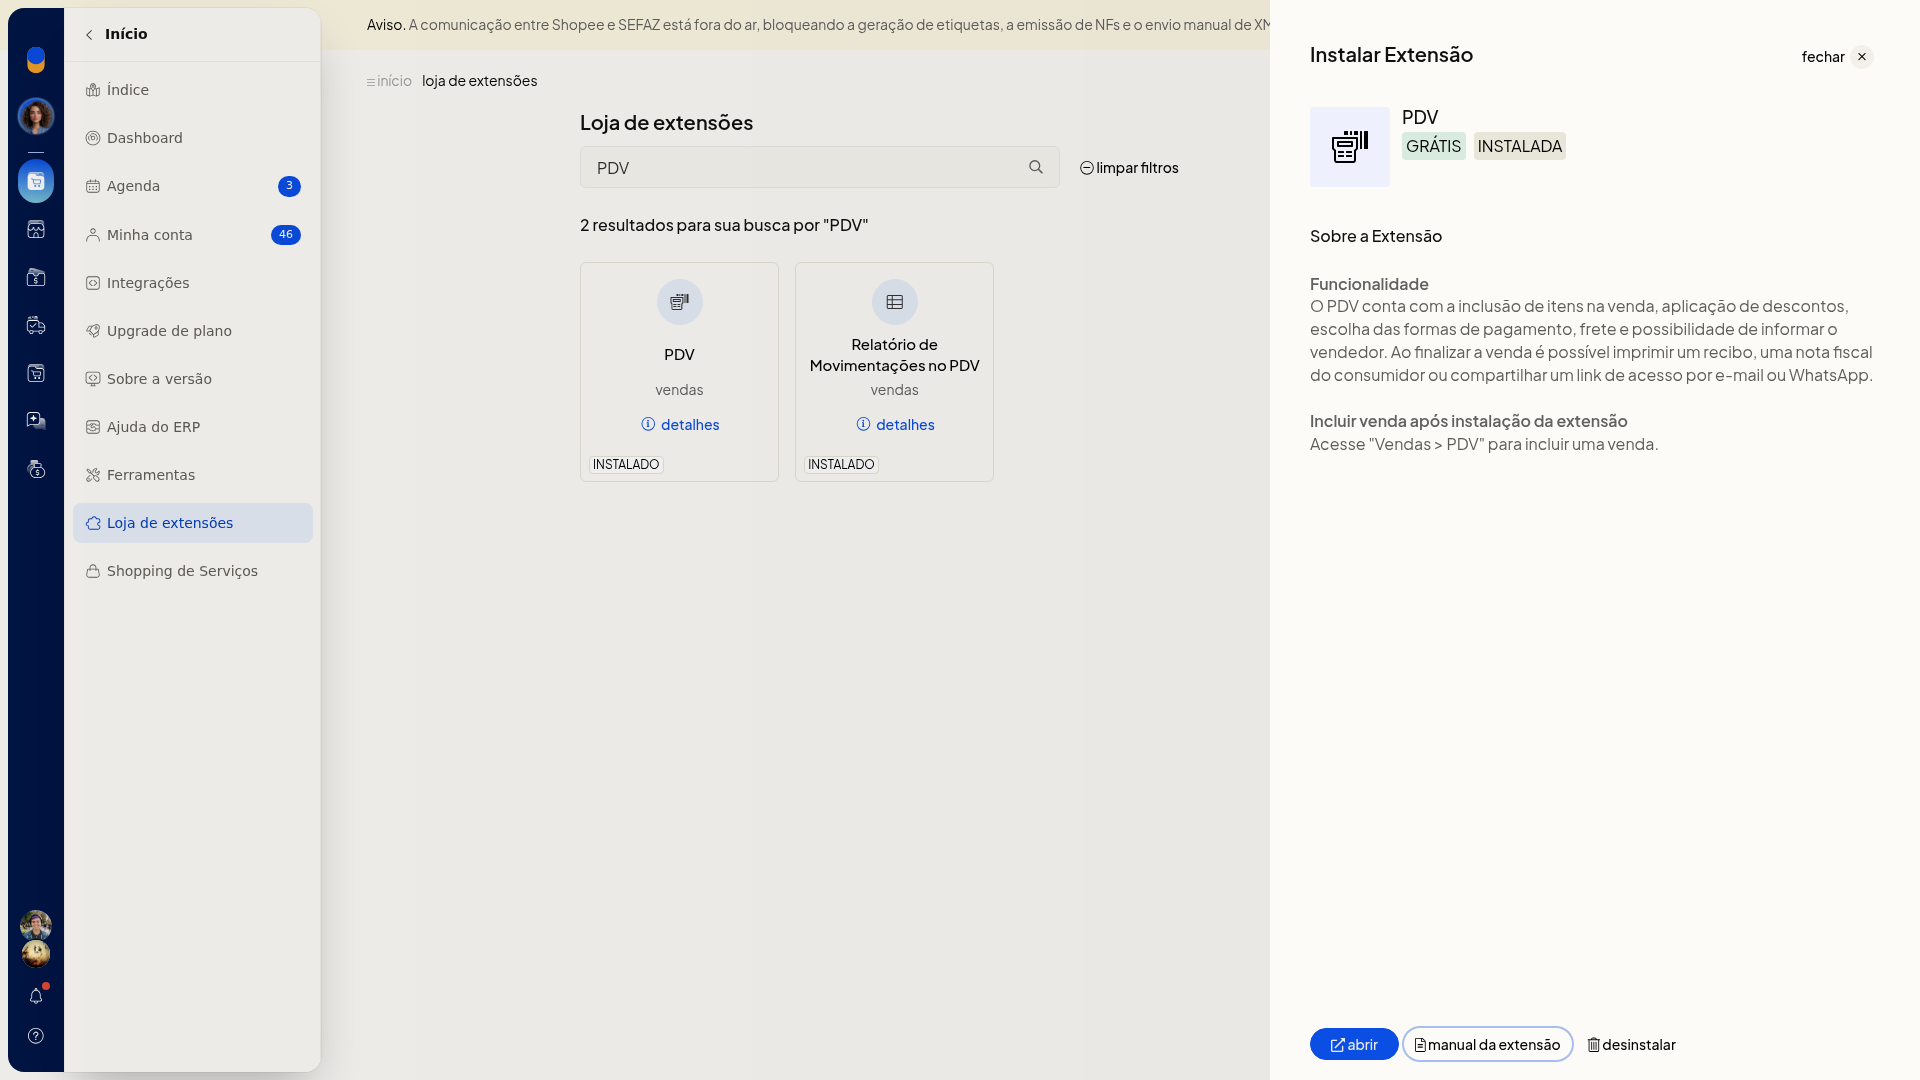 Início
Índice
Dashboard
Agenda
3
Minha conta
46
Integrações
Upgrade de plano
Sobre a versão
Ajuda do ERP
Ferramentas
Loja de extensões
Shopping de Serviços
Aviso. A comunicação entre Shopee e SEFAZ está fora do ar, bloqueando a geração de etiquetas, a emissão de NFs e o envio manual de XM
início loja de extensões
Loja de extensões
PDV
limpar filtros
2 resultados para sua busca por "PDV"
PDV
vendas
detalhes
INSTALADO
Relatório de
Movimentações no PDV
vendas
detalhes
INSTALADO
Instalar Extensão
fechar
PDV
GRÁTIS INSTALADA
Sobre a Extensão
Funcionalidade
O PDV conta com a inclusão de itens na venda, aplicação de descontos,
escolha das formas de pagamento, frete e possibilidade de informar o
vendedor. Ao finalizar a venda é possível imprimir um recibo, uma nota fiscal
do consumidor ou compartilhar um link de acesso por e-mail ou WhatsApp.
Incluir venda após instalação da extensão
Acesse "Vendas > PDV" para incluir uma venda.
abrir
manual da extensão
desinstalar